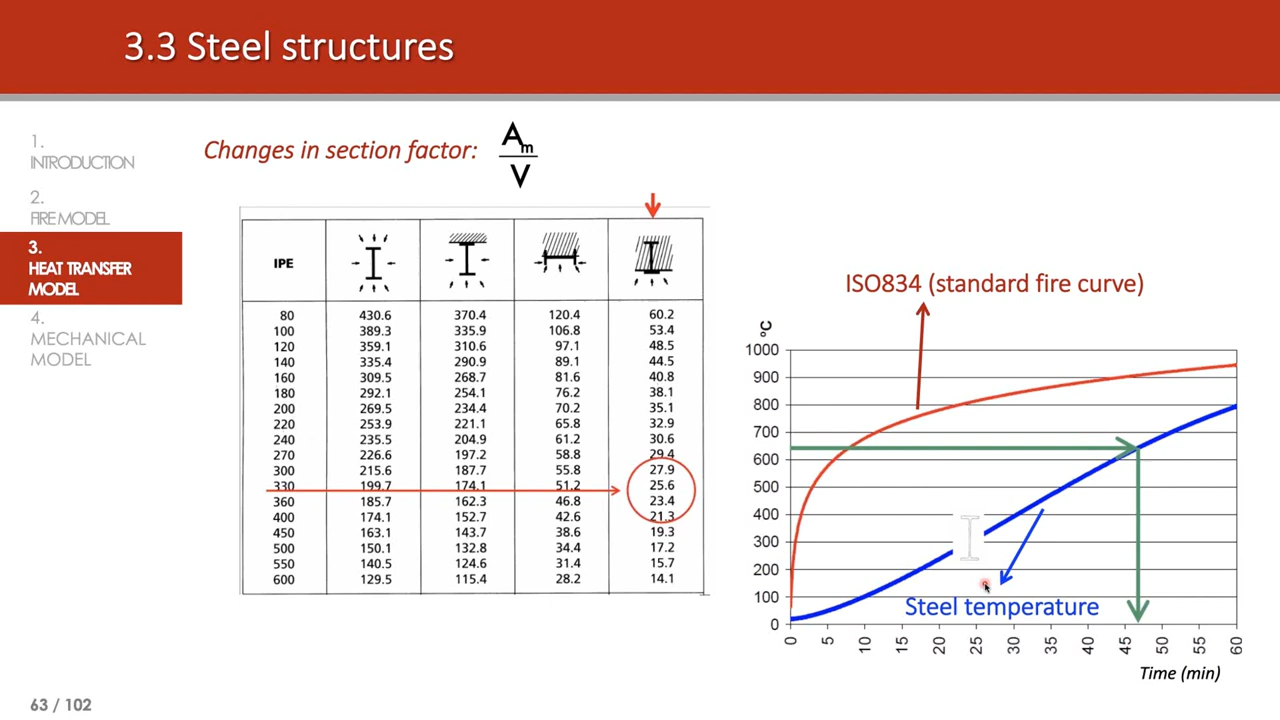 3.3 Steel structures
1.
INTRODUCTION
2.
FIRE MODEL
3.
HEAT TRANSFER
MODEL
4.
MECHANICAL
MODEL
Changes in section factor:
Am
V
IPE
80 430.6 370.4 120.4 60.2
100 389.3 335.9 106.8 53.4
120 359.1 310.6 97.1 48.5
140 335.4 290.9 89.1 44.5
160 309.5 268.7 81.6 40.8
180 292.1 254.1 76.2 38.1
200 269.5 234.4 70.2 35.1
220 253.9 221.1 65.8 32.9
240 235.5 204.9 61.2 30.6
270 226.6 197.2 58.8 29.4
300 215.6 187.7 55.8 27.9
330 199.7 174.1 51.2 25.6
360 185.7 162.3 46.8 23.4
400 174.1 152.7 42.6 21.3
450 163.1 143.7 38.6 19.3
500 150.1 132.8 34.4 17.2
550 140.5 124.6 31.4 15.7
600 129.5 115.4 28.2 14.1
ISO834 (standard fire curve)
°C
1000
900
800
700
600
500
400
300
200
100
0
Steel temperature
0 5 10 15 20 25 30 35 40 45 50 55 60
Time (min)
63 / 102